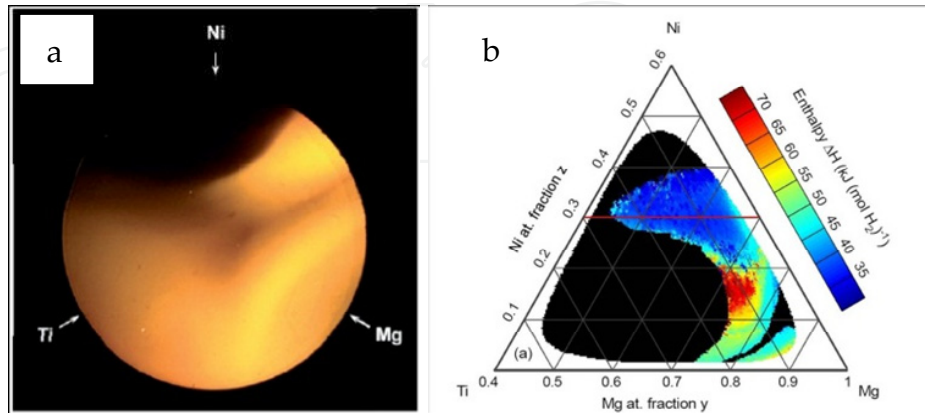 a
Ni
Ti
Mg
b
Ni
0.6
0.5
0.4
0.3
0.2
0.1
Ni at. fraction z
70
65
60
55
50
45
40
35
Enthalpy ΔH (kJ (mol H₂)⁻¹)
(a)
Ti
0.4
0.5
0.6
0.7
0.8
0.9
1
Mg
Mg at. fraction y